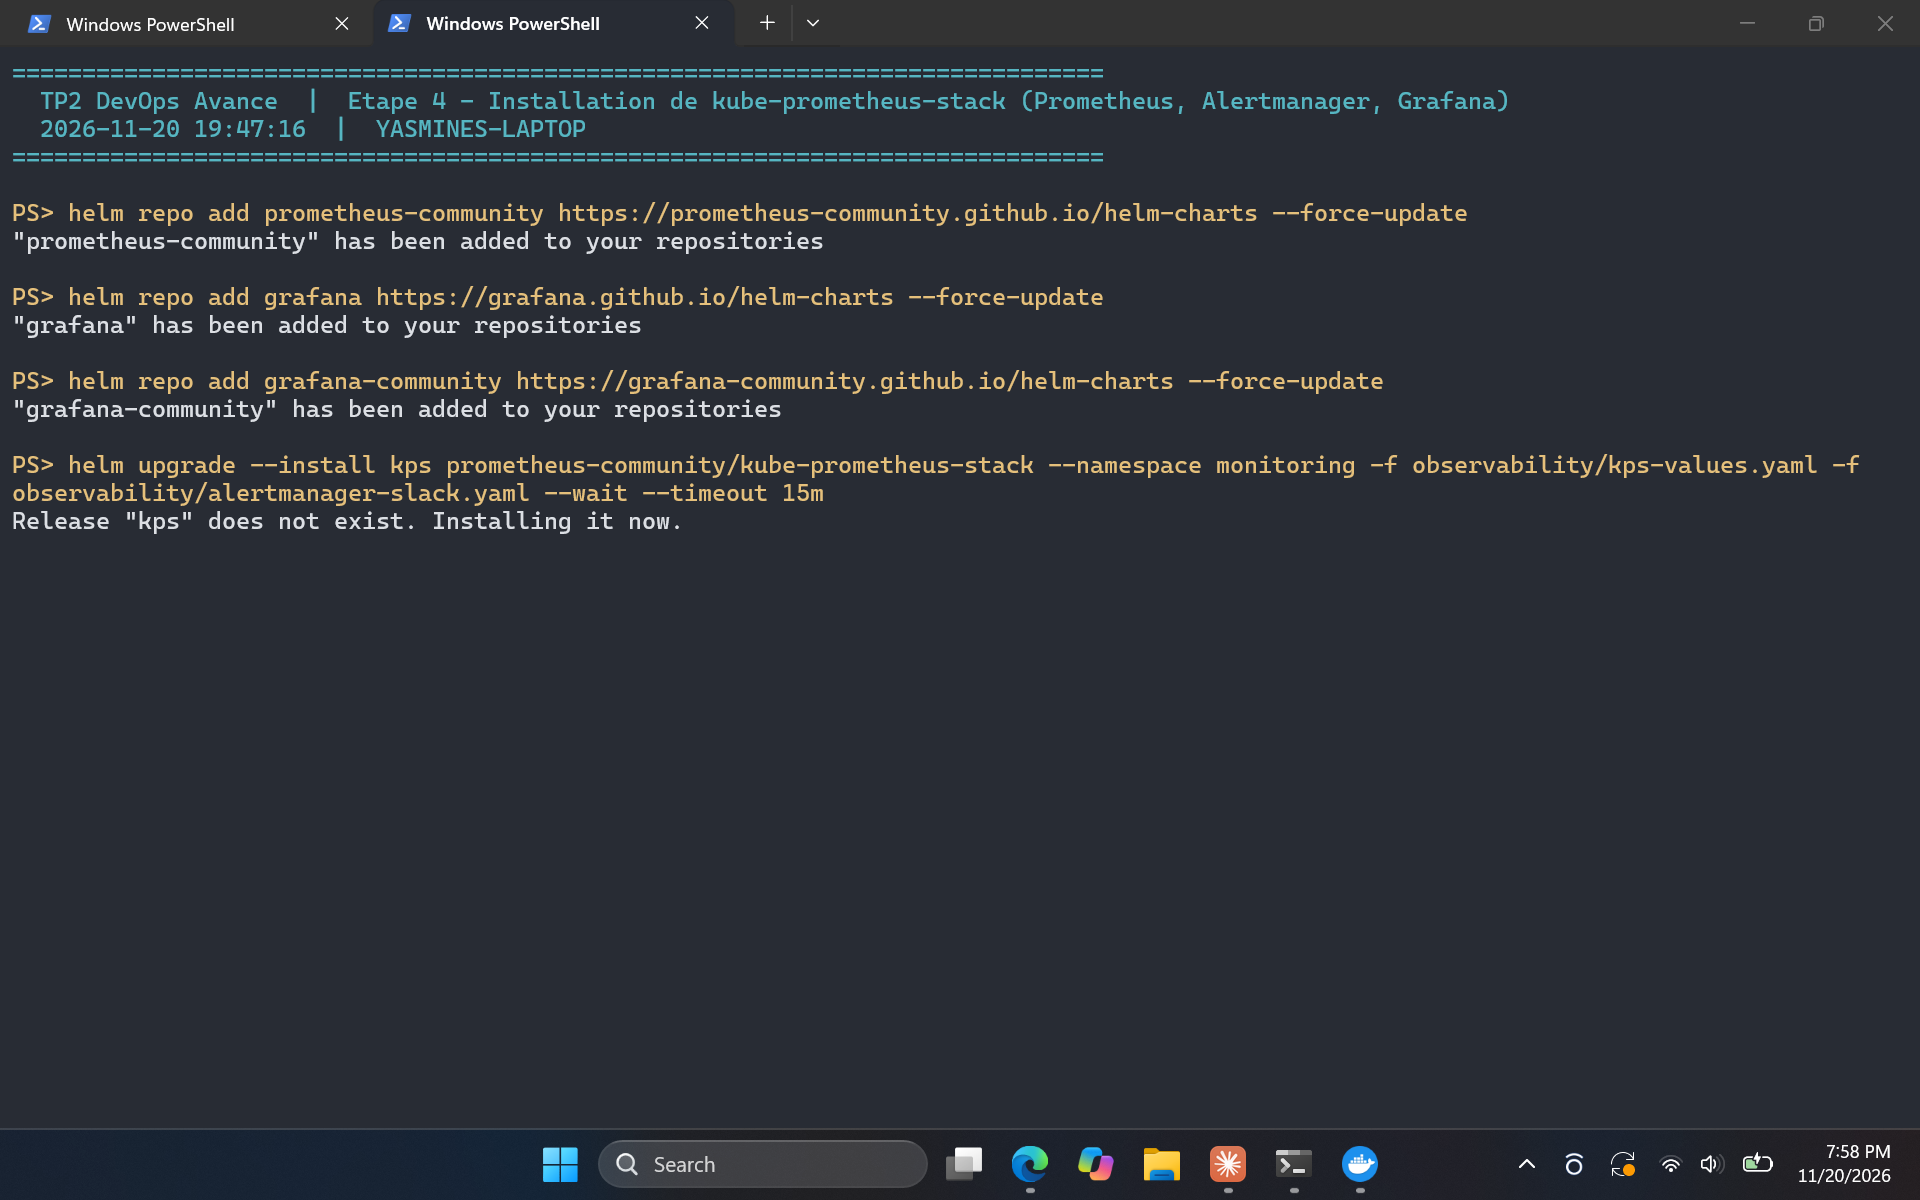 Windows PowerShell
Windows PowerShell
==============================================================================
TP2 DevOps Avance | Etape 4 - Installation de kube-prometheus-stack (Prometheus, Alertmanager, Grafana)
2026-11-20 19:47:16 | YASMINES-LAPTOP
==============================================================================
PS> helm repo add prometheus-community https://prometheus-community.github.io/helm-charts --force-update
"prometheus-community" has been added to your repositories
PS> helm repo add grafana https://grafana.github.io/helm-charts --force-update
"grafana" has been added to your repositories
PS> helm repo add grafana-community https://grafana-community.github.io/helm-charts --force-update
"grafana-community" has been added to your repositories
PS> helm upgrade --install kps prometheus-community/kube-prometheus-stack --namespace monitoring -f observability/kps-values.yaml -f
observability/alertmanager-slack.yaml --wait --timeout 15m
Release "kps" does not exist. Installing it now.
Search
7:58 PM
11/20/2026